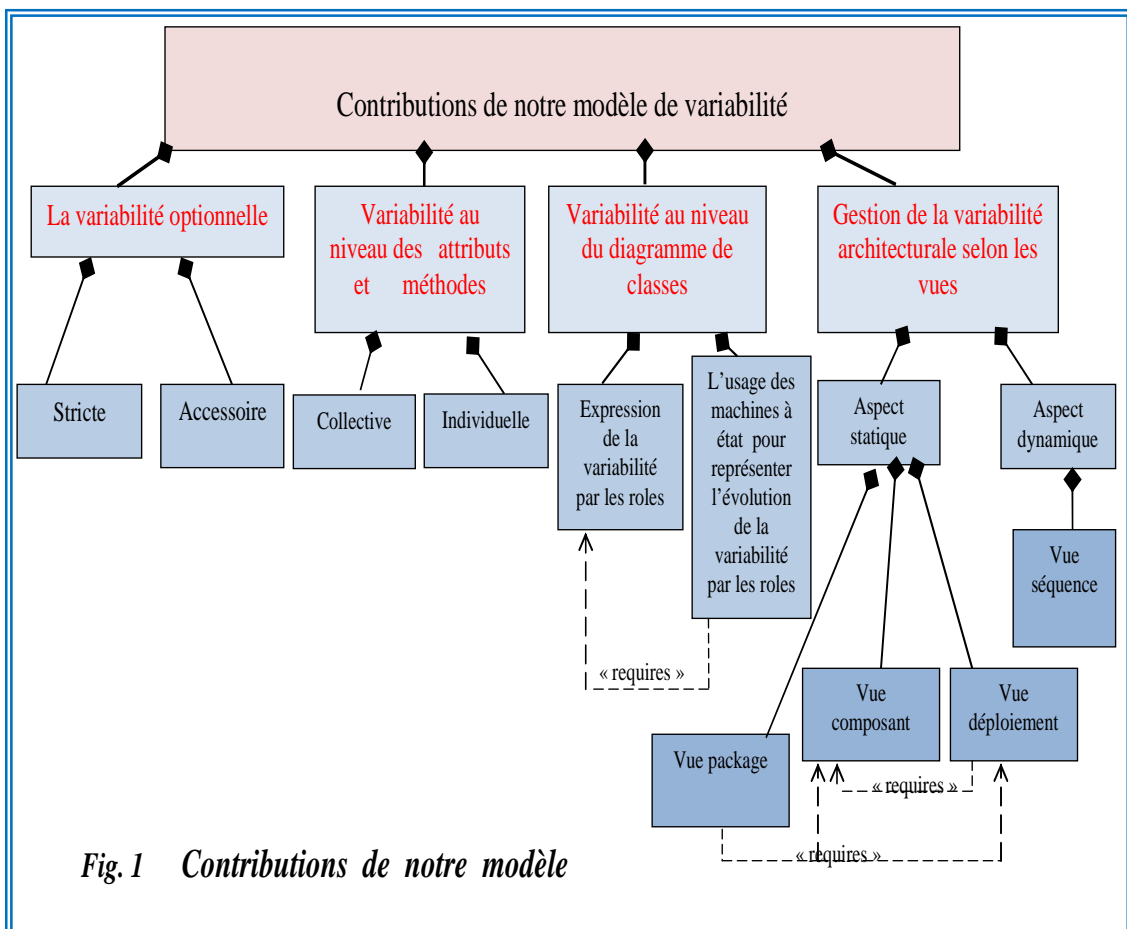 Contributions de notre modèle de variabilité
La variabilité optionnelle
Variabilité au
niveau des attributs
et méthodes
Variabilité au niveau
du diagramme de
classes
Gestion de la variabilité
architecturale selon les
vues
Stricte
Accessoire
Collective
Individuelle
Expression
de la
variabilité
par les roles
L'usage des
machines à
état pour
représenter
l'évolution
de la
variabilité
par les roles
Aspect
statique
Aspect
dynamique
Vue
séquence
« requires »
Vue package
Vue
composant
Vue
déploiement
« requires »
« requires »
Fig. 1 Contributions de notre modèle